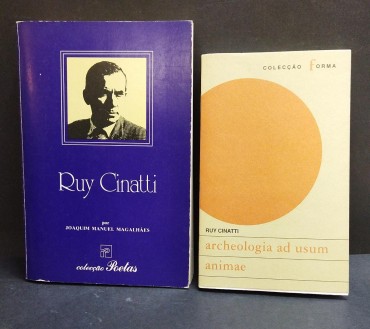 Ruy Cinatti
por
JOAQUIM MANUEL MAGALHÃES
colecção Poetas
COLECÇÃO FORMA
RUY CINATTI
archeologia ad usum
animae